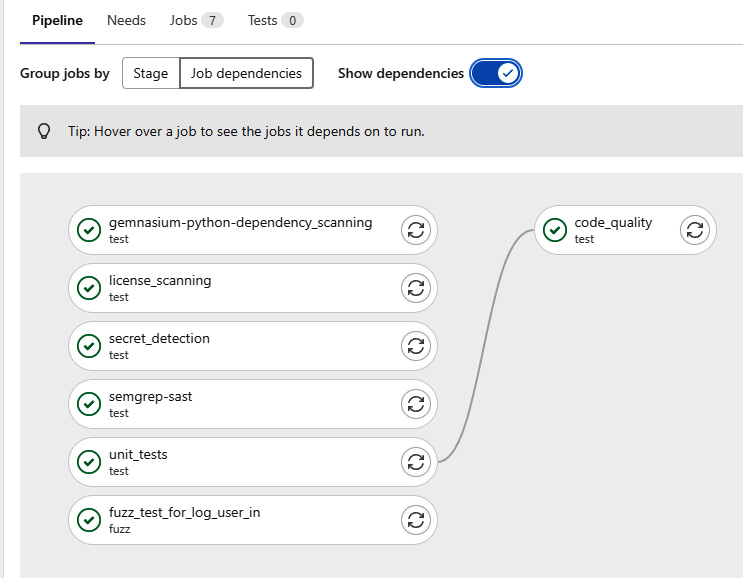 Pipeline Needs Jobs 7 Tests 0
Group jobs by Stage Job dependencies Show dependencies
Tip: Hover over a job to see the jobs it depends on to run.
gemnasium-python-dependency_scanning
test
license_scanning
test
secret_detection
test
semgrep-sast
test
unit_tests
test
fuzz_test_for_log_user_in
fuzz
code_quality
test